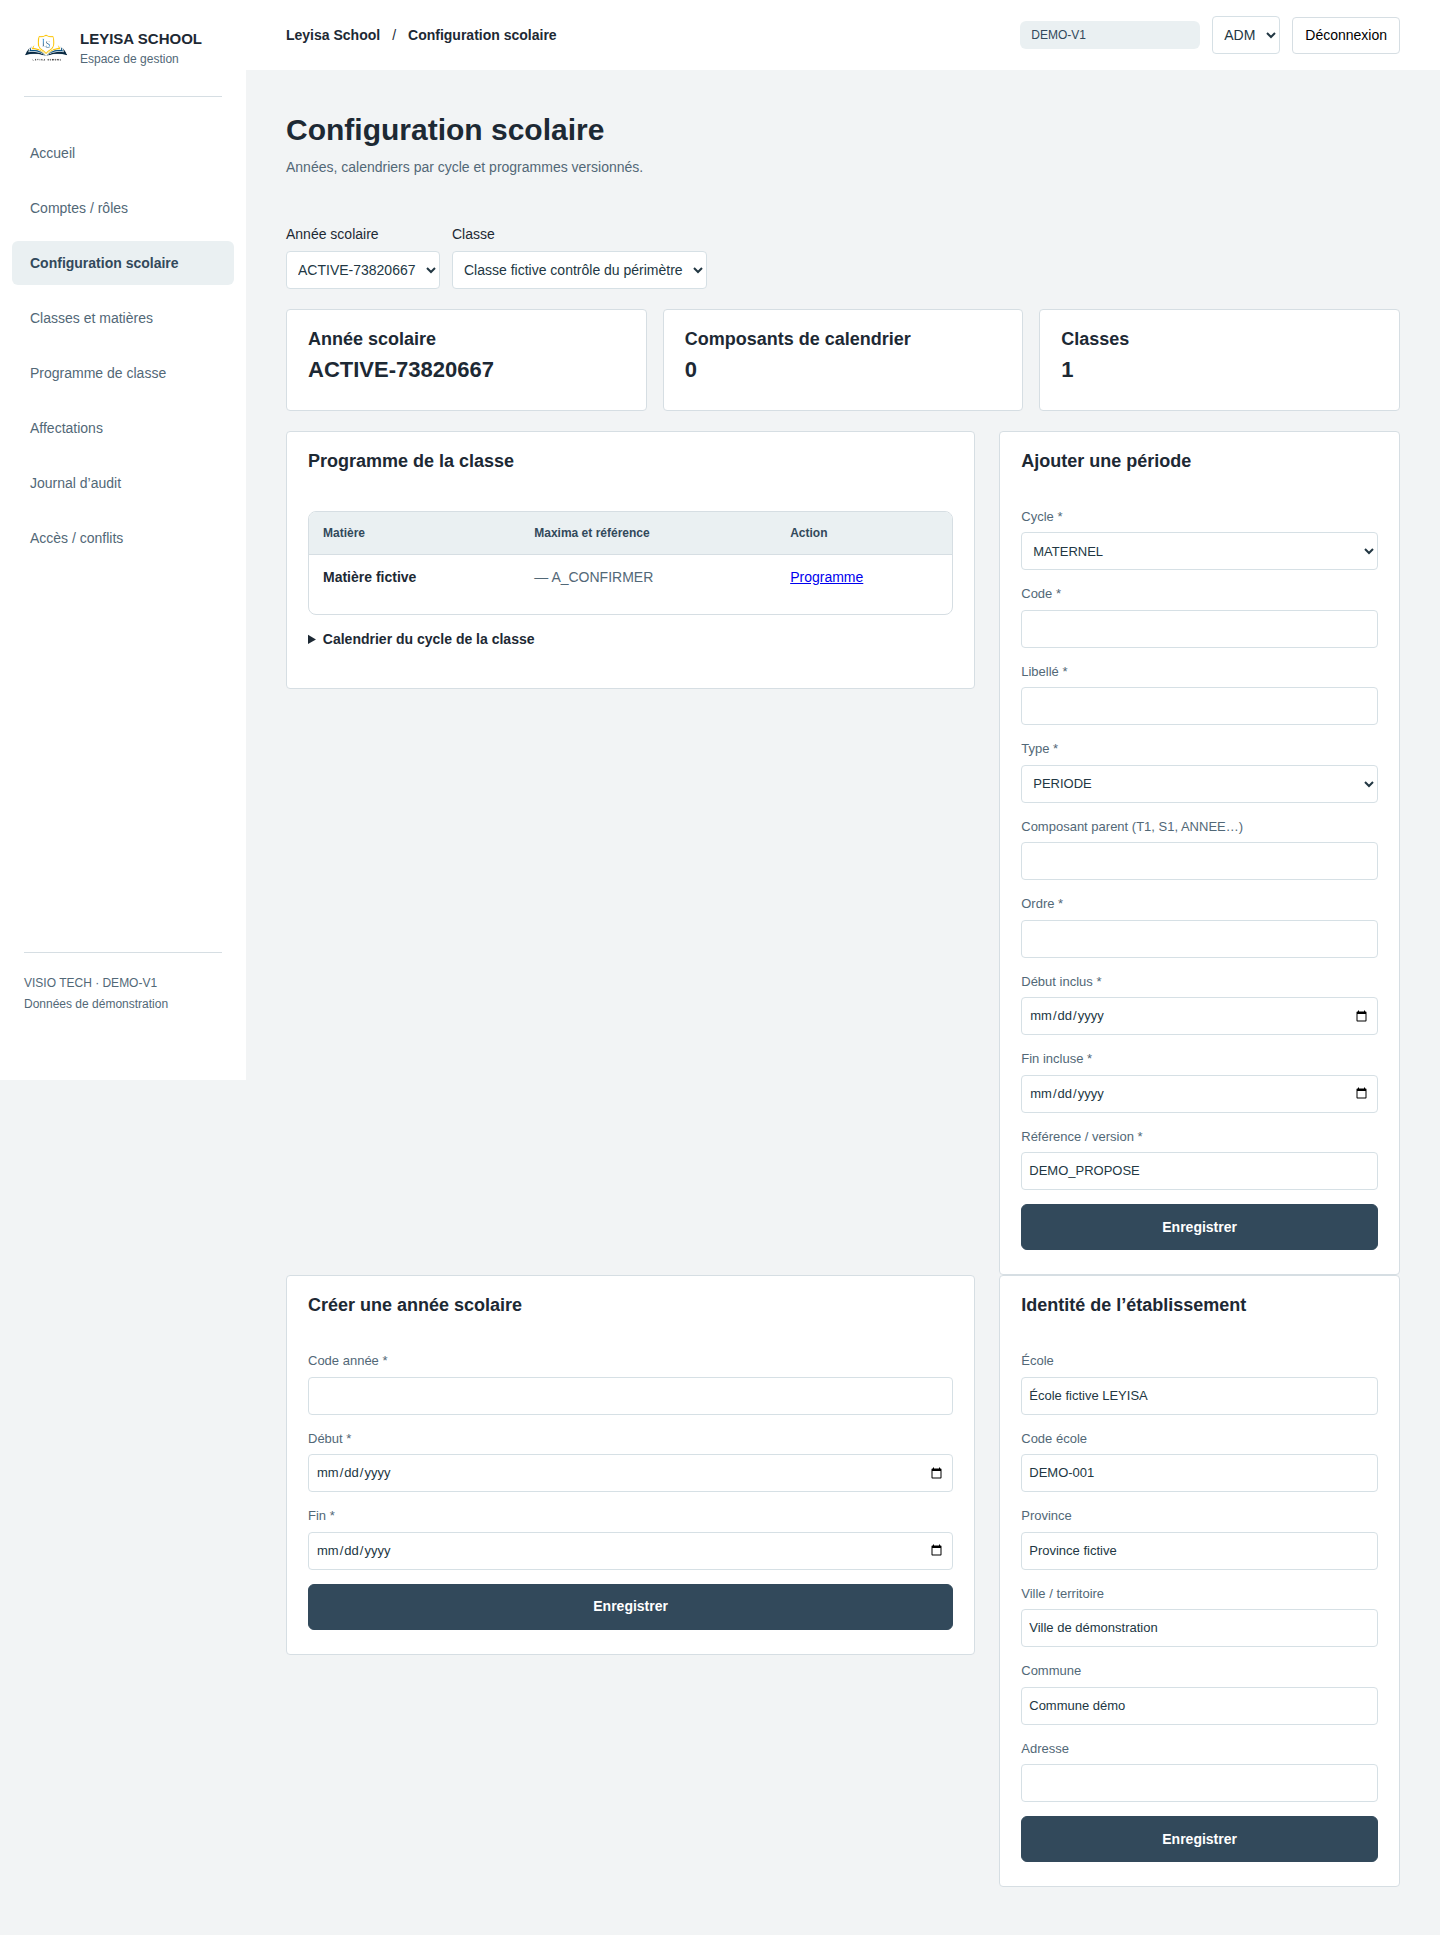 LEYISA SCHOOL
Espace de gestion
Accueil
Comptes / rôles
Configuration scolaire
Classes et matières
Programme de classe
Affectations
Journal d’audit
Accès / conflits
VISIO TECH · DEMO-V1
Données de démonstration
Leyisa School / Configuration scolaire
DEMO-V1
ADM
Déconnexion
Configuration scolaire
Années, calendriers par cycle et programmes versionnés.
Année scolaire
ACTIVE-73820667
Classe
Classe fictive contrôle du périmètre
Année scolaire
ACTIVE-73820667
Composants de calendrier
0
Classes
1
Programme de la classe
Matière Maxima et référence Action
Matière fictive — A_CONFIRMER Programme
Calendrier du cycle de la classe
Ajouter une période
Cycle *
MATERNEL
Code *
Libellé *
Type *
PERIODE
Composant parent (T1, S1, ANNEE…)
Ordre *
Début inclus *
mm/dd/yyyy
Fin incluse *
mm/dd/yyyy
Référence / version *
DEMO_PROPOSE
Enregistrer
Créer une année scolaire
Code année *
Début *
mm/dd/yyyy
Fin *
mm/dd/yyyy
Enregistrer
Identité de l’établissement
École
École fictive LEYISA
Code école
DEMO-001
Province
Province fictive
Ville / territoire
Ville de démonstration
Commune
Commune démo
Adresse
Enregistrer